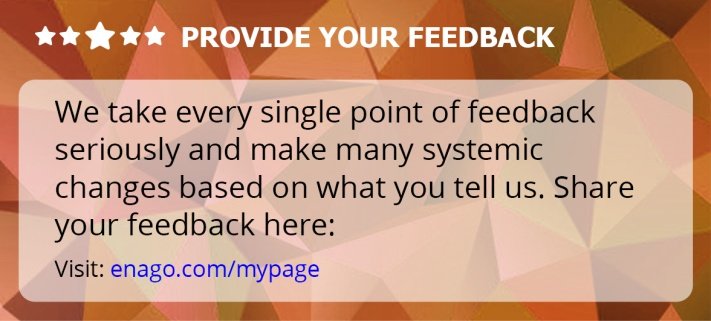 PROVIDE YOUR FEEDBACK
We take every single point of feedback
seriously and make many systemic
changes based on what you tell us. Share
your feedback here:
Visit: enago.com/mypage